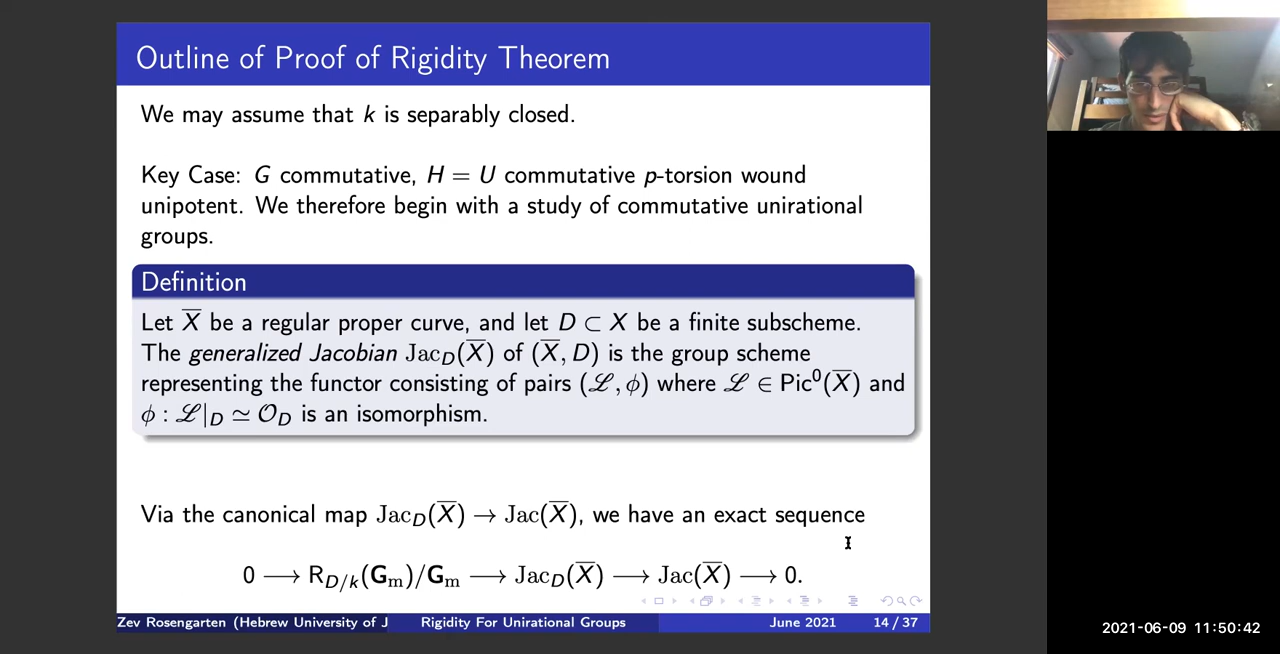 Outline of Proof of Rigidity Theorem
We may assume that k is separably closed.
Key Case: G commutative, H = U commutative p-torsion wound
unipotent. We therefore begin with a study of commutative unirational
groups.
Definition
Let X̅ be a regular proper curve, and let D ⊂ X be a finite subscheme.
The generalized Jacobian Jac_D(X̅) of (X̅, D) is the group scheme
representing the functor consisting of pairs (ℒ, ϕ) where ℒ ∈ Pic⁰(X̅) and
ϕ : ℒ|_D ≃ 𝒪_D is an isomorphism.
Via the canonical map Jac_D(X̅) → Jac(X̅), we have an exact sequence
0 ⟶ R_{D/k}(G_m)/G_m ⟶ Jac_D(X̅) ⟶ Jac(X̅) ⟶ 0.
Zev Rosengarten (Hebrew University of J
Rigidity For Unirational Groups
June 2021
14 / 37
2021-06-09 11:50:42